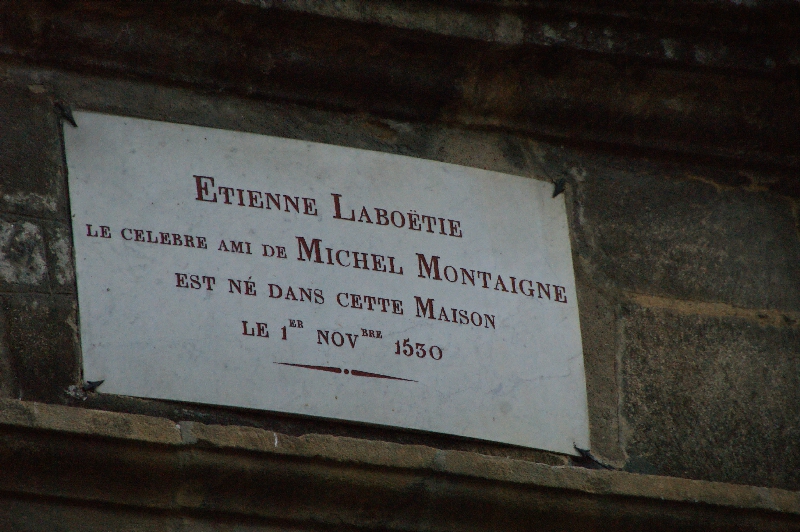 ETIENNE LABOËTIE
LE CELEBRE AMI DE MICHEL MONTAIGNE
EST NÉ DANS CETTE MAISON
LE 1ER NOVBRE 1530